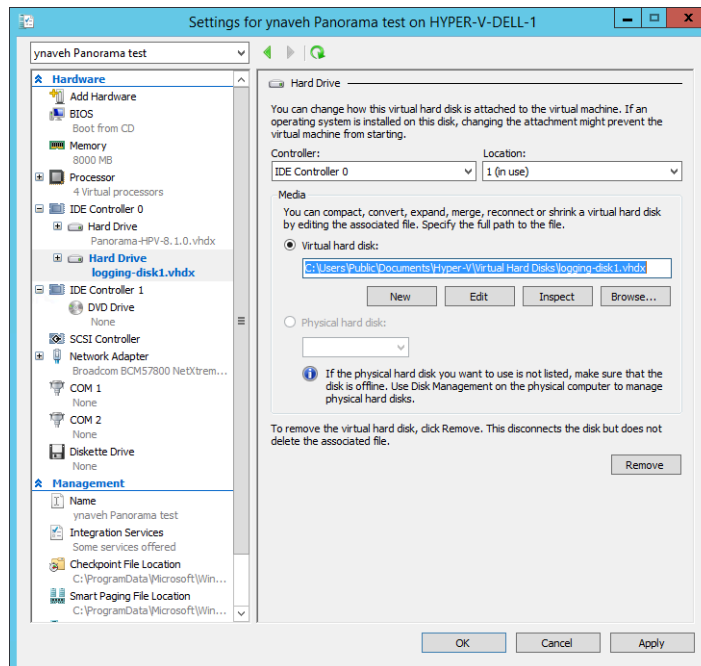 Settings for ynaveh Panorama test on HYPER-V-DELL-1
ynaveh Panorama test
Hardware
Add Hardware
BIOS
Boot from CD
Memory
8000 MB
Processor
4 Virtual processors
IDE Controller 0
Hard Drive
Panorama-HPV-8.1.0.vhdx
Hard Drive
logging-disk1.vhdx
IDE Controller 1
DVD Drive
None
SCSI Controller
Network Adapter
Broadcom BCM57800 NetXtrem...
COM 1
None
COM 2
None
Diskette Drive
None
Management
Name
ynaveh Panorama test
Integration Services
Some services offered
Checkpoint File Location
C:\ProgramData\Microsoft\Win...
Smart Paging File Location
C:\ProgramData\Microsoft\Win...
Hard Drive
You can change how this virtual hard disk is attached to the virtual machine. If an
operating system is installed on this disk, changing the attachment might prevent the
virtual machine from starting.
Controller:
Location:
IDE Controller 0
1 (in use)
Media
You can compact, convert, expand, merge, reconnect or shrink a virtual hard disk
by editing the associated file. Specify the full path to the file.
Virtual hard disk:
C:\Users\Public\Documents\Hyper-V\Virtual Hard Disks\logging-disk1.vhdx
New
Edit
Inspect
Browse...
Physical hard disk:
If the physical hard disk you want to use is not listed, make sure that the
disk is offline. Use Disk Management on the physical computer to manage
physical hard disks.
To remove the virtual hard disk, click Remove. This disconnects the disk but does not
delete the associated file.
Remove
OK
Cancel
Apply